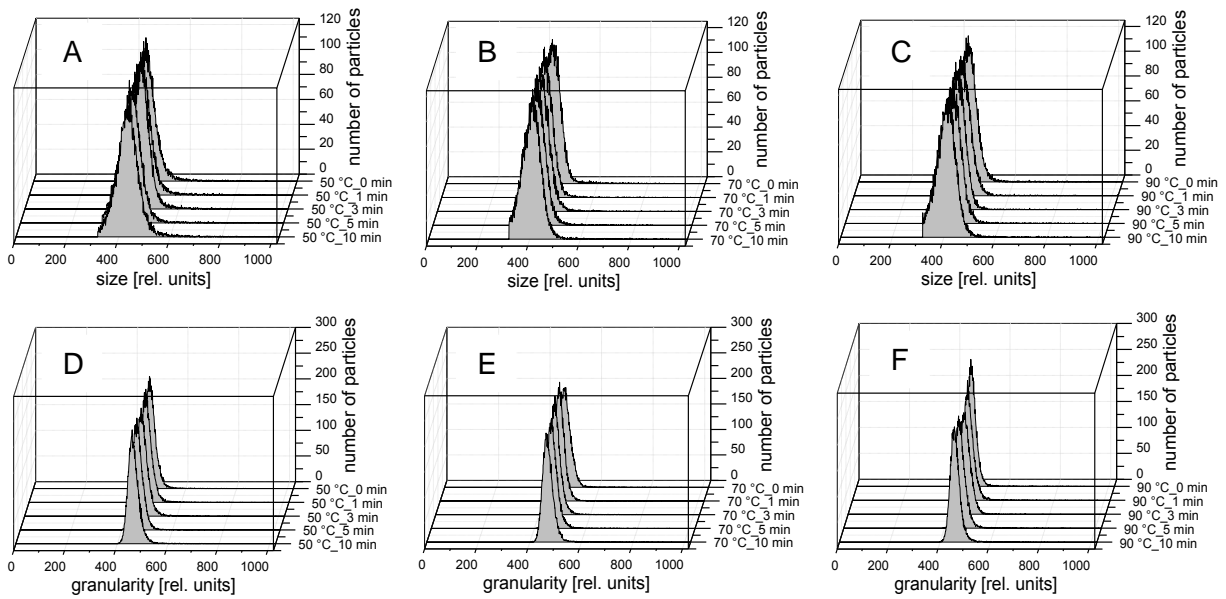 A
120
100
80
60
40
20
0
number of particles
50 °C_0 min
50 °C_1 min
50 °C_3 min
50 °C_5 min
50 °C_10 min
0 200 400 600 800 1000
size [rel. units]
B
120
100
80
60
40
20
0
number of particles
70 °C_0 min
70 °C_1 min
70 °C_3 min
70 °C_5 min
70 °C_10 min
0 200 400 600 800 1000
size [rel. units]
C
120
100
80
60
40
20
0
number of particles
90 °C_0 min
90 °C_1 min
90 °C_3 min
90 °C_5 min
90 °C_10 min
0 200 400 600 800 1000
size [rel. units]
D
300
250
200
150
100
50
0
number of particles
50 °C_0 min
50 °C_1 min
50 °C_3 min
50 °C_5 min
50 °C_10 min
0 200 400 600 800 1000
granularity [rel. units]
E
300
250
200
150
100
50
0
number of particles
70 °C_0 min
70 °C_1 min
70 °C_3 min
70 °C_5 min
70 °C_10 min
0 200 400 600 800 1000
granularity [rel. units]
F
300
250
200
150
100
50
0
number of particles
90 °C_0 min
90 °C_1 min
90 °C_3 min
90 °C_5 min
90 °C_10 min
0 200 400 600 800 1000
granularity [rel. units]